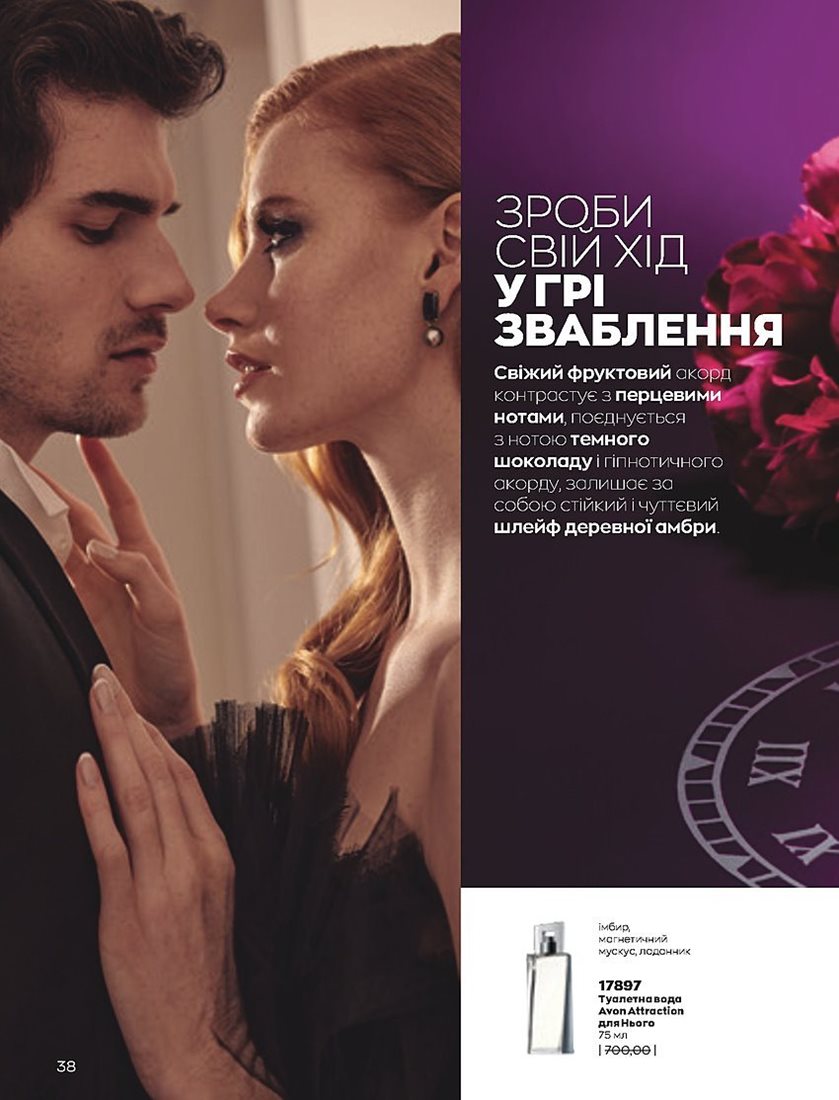 ЗРОБИ
СВІЙ ХІД
У ГРІ
ЗВАБЛЕННЯ
Свіжий фруктовий акорд
контрастує з перцевими
нотами, поєднується
з нотою темного
шоколаду і гіпнотичного
акорду, залишає за
собою стійкий і чуттєвий
шлейф деревної амбри.
VIII
IX
імбир,
магнетичний
мускус, ладанник
17897
Туалетна вода
Avon Attraction
для Нього
75 мл
| 700,00 |
38